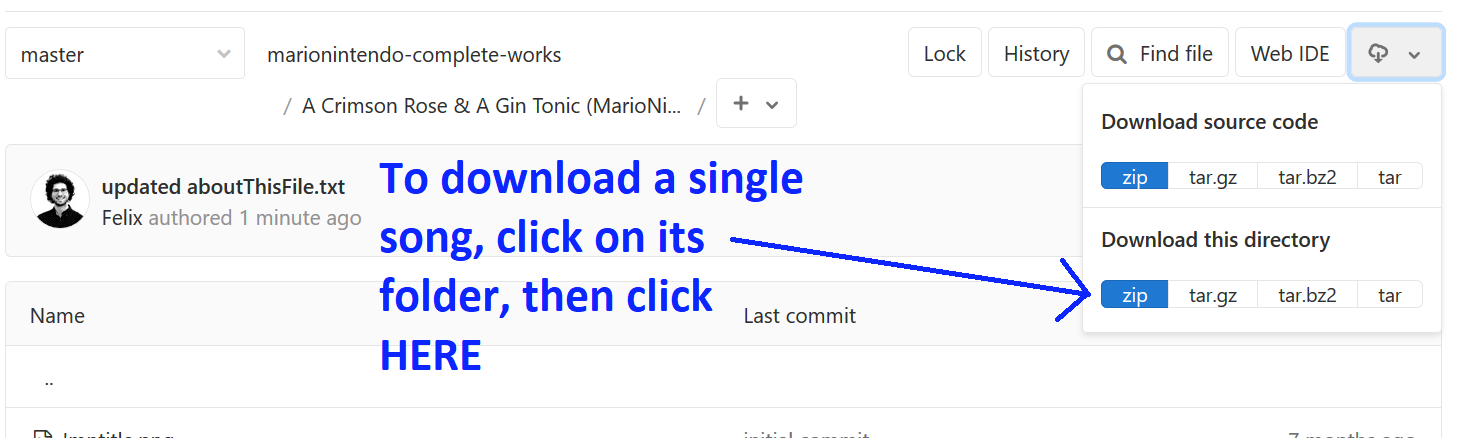 master
marionintendo-complete-works
Lock
History
Find file
Web IDE
/ A Crimson Rose & A Gin Tonic (MarioNi... /
Download source code
zip
tar.gz
tar.bz2
tar
updated aboutThisFile.txt
Felix authored 1 minute ago
To download a single
song, click on its
folder, then click
HERE
Download this directory
zip
tar.gz
tar.bz2
tar
Name
Last commit
..
initial commit
7 months ago